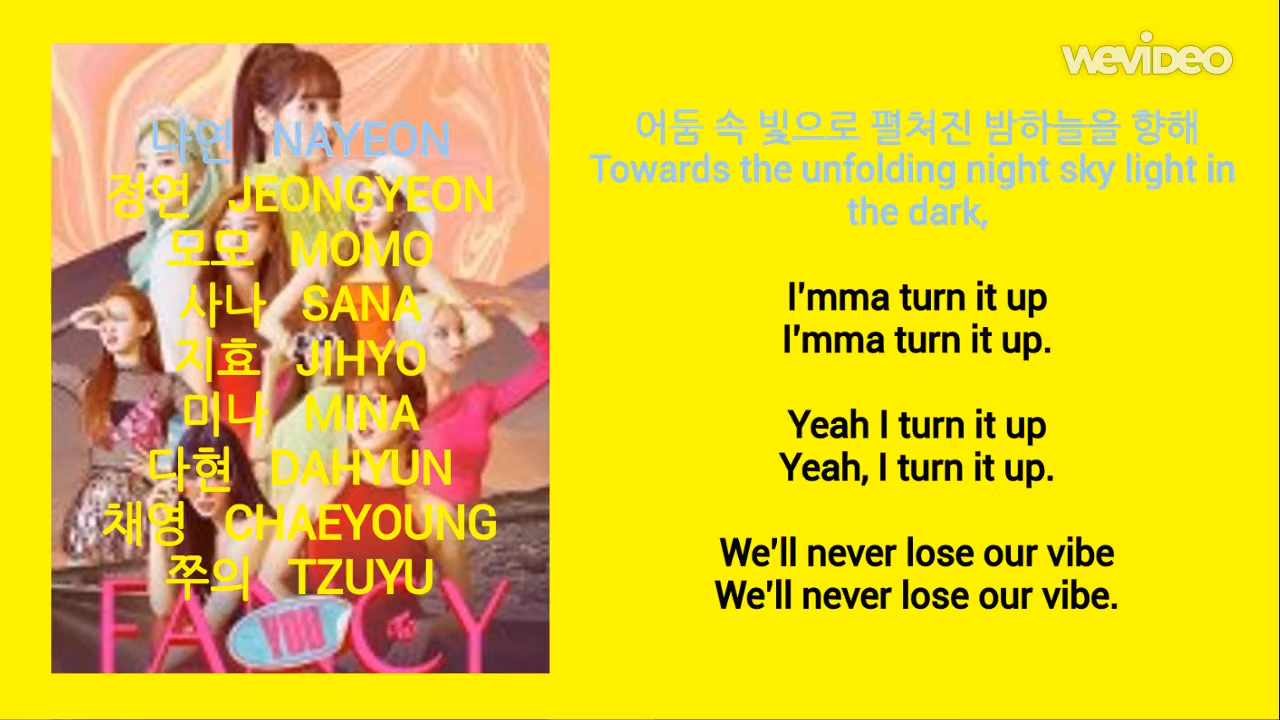 나연 NAYEON
정연 JEONGYEON
모모 MOMO
사나 SANA
지효 JIHYO
미나 MINA
다현 DAHYUN
채영 CHAEYOUNG
쯔위 TZUYU
FANCY
YOU
WEVIDEO
어둠 속 빛으로 펼쳐진 밤하늘을 향해
Towards the unfolding night sky light in
the dark,
I'mma turn it up
I'mma turn it up.
Yeah I turn it up
Yeah, I turn it up.
We'll never lose our vibe
We'll never lose our vibe.